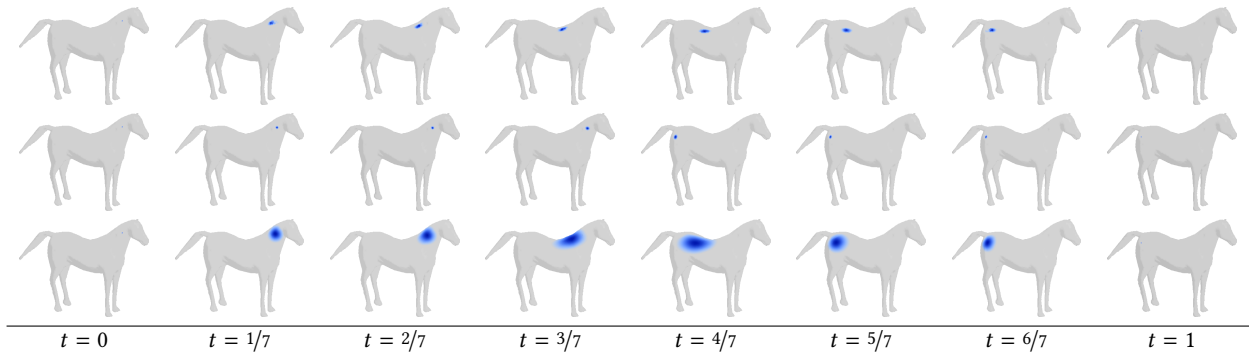 t = 0 t = 1/7 t = 2/7 t = 3/7 t = 4/7 t = 5/7 t = 6/7 t = 1